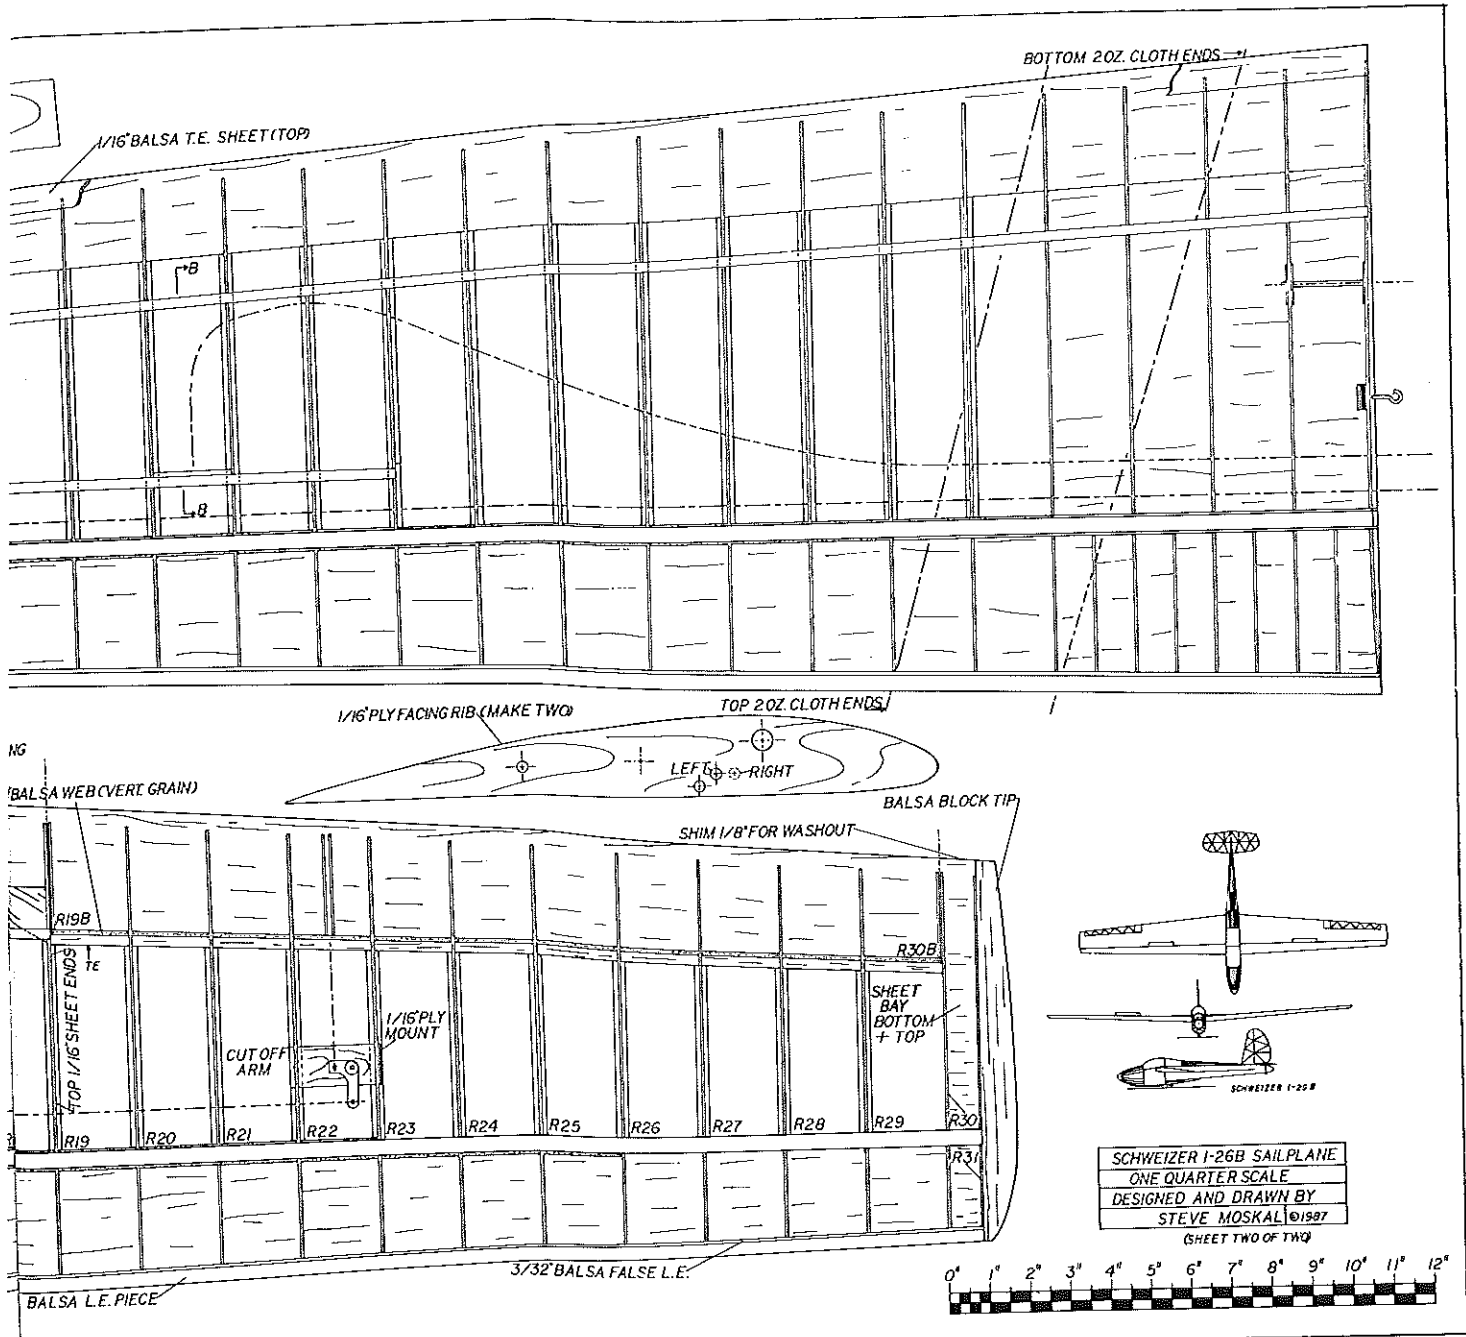 BOTTOM 2OZ. CLOTH ENDS
1/16" BALSA T.E. SHEET (TOP)
B
B
1/16" PLY FACING RIB (MAKE TWO)
TOP 2OZ. CLOTH ENDS
LEFT
RIGHT
NG
BALSA WEB (VERT. GRAIN)
BALSA BLOCK TIP
SHIM 1/8" FOR WASHOUT
R19B
TE
R30B
TOP 1/16" SHEET ENDS
1/16" PLY
MOUNT
SHEET
BAY
BOTTOM
+ TOP
CUT OFF
ARM
R19
R20
R21
R22
R23
R24
R25
R26
R27
R28
R29
R30
R31
3/32" BALSA FALSE L.E.
BALSA L.E. PIECE
SCHWEIZER 1-26 B
SCHWEIZER 1-26B SAILPLANE
ONE QUARTER SCALE
DESIGNED AND DRAWN BY
STEVE MOSKAL ©1987
(SHEET TWO OF TWO)
0" 1" 2" 3" 4" 5" 6" 7" 8" 9" 10" 11" 12"